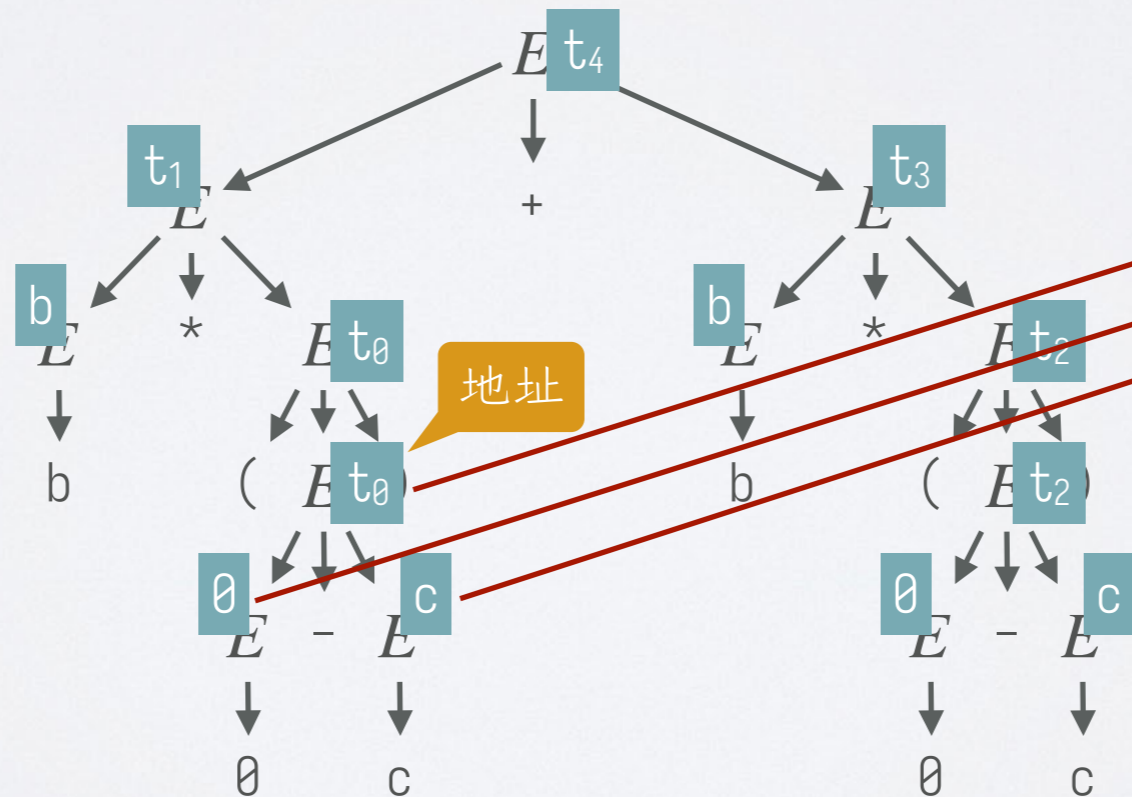 E t₄
t₁ t₃
E + E
b b
E * E t₀ E * E t₂
地址
b ( E t₀ ) b ( E t₂ )
0 c 0 c
E - E E - E
0 c 0 c